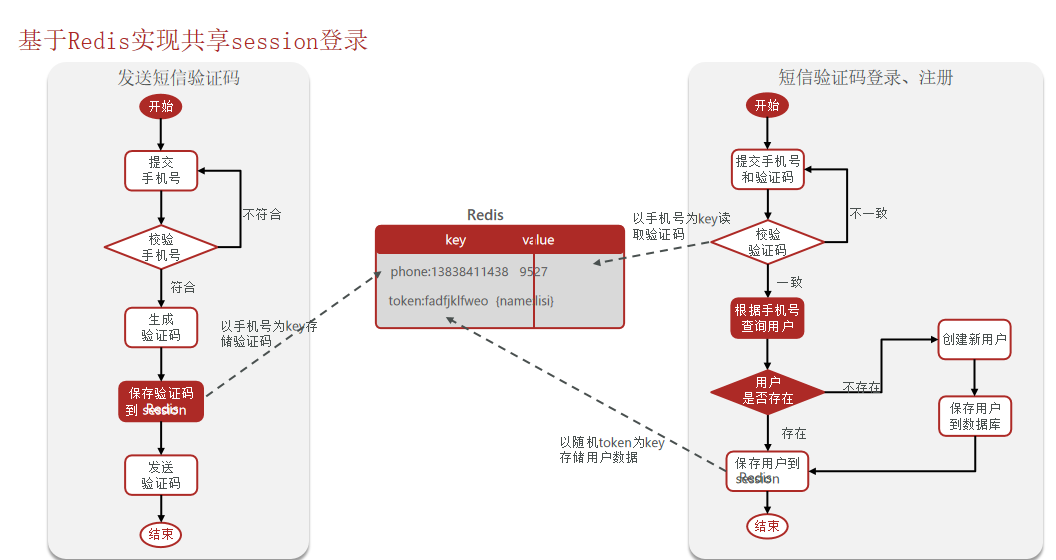 基于Redis实现共享session登录
发送短信验证码
开始
提交
手机号
不符合
校验
手机号
符合
生成
验证码
以手机号为key存
储验证码
保存验证码
到 session
Redis
发送
验证码
结束
Redis
key
value
phone:13838411438
9527
token:fadfjklfweo
{name:lisi}
以手机号为key读
取验证码
以随机token为key
存储用户数据
短信验证码登录、注册
开始
提交手机号
和验证码
不一致
校验
验证码
一致
根据手机号
查询用户
用户
是否存在
不存在
创建新用户
保存用户
到数据库
存在
保存用户到
session
Redis
结束